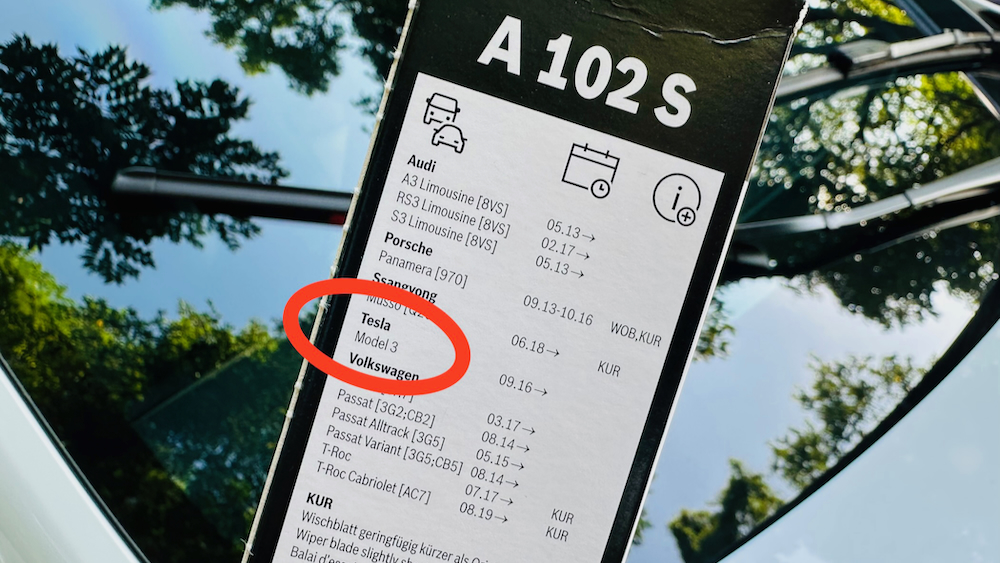 A 102 S
Audi
A3 Limousine [8VS] 05.13→
RS3 Limousine [8VS] 02.17→
S3 Limousine [8VS] 05.13→
Porsche
Panamera [970] 09.13-10.16 WOB,KUR
Ssangyong
Musso 06.18→ KUR
Tesla
Model 3 09.16→
Volkswagen
03.17→
Passat [3G2;CB2] 08.14→
Passat Alltrack [3G5] 05.15→
Passat Variant [3G5;CB5] 08.14→
T-Roc 07.17→ KUR
T-Roc Cabriolet [AC7] 08.19→ KUR
KUR
Wischblatt geringfügig kürzer als
Wiper blade slightly
Balai